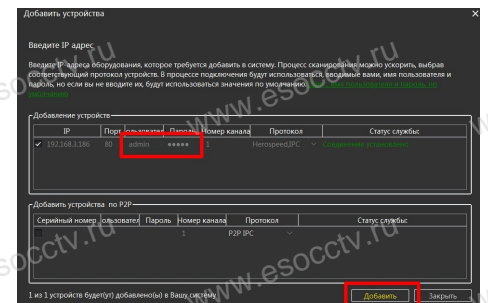 Добавить устройства
Введите IP адрес
Введите IP-адреса оборудования, которое требуется добавить в систему. Процесс сканирования можно ускорить, выбрав
соответствующий протокол устройств. В процессе подключения будут использоваться, вводимые вами, имя пользователя и
пароль, но если вы не вводите их, будут использоваться значения по умолчанию.
Добавление устройств
IP Порт Пароль Номер канала Протокол Статус службы:
192.168.3.186 80 admin ●●●●● 1 Herospeed,IPC Соединение установлено
Добавить устройства по P2P
Серийный номер Пароль Номер канала Протокол Статус службы:
1 P2P IPC
1 из 1 устройств будет(ут) добавлено(ы) в Вашу систему Добавить Закрыть
www.esocctv.ru